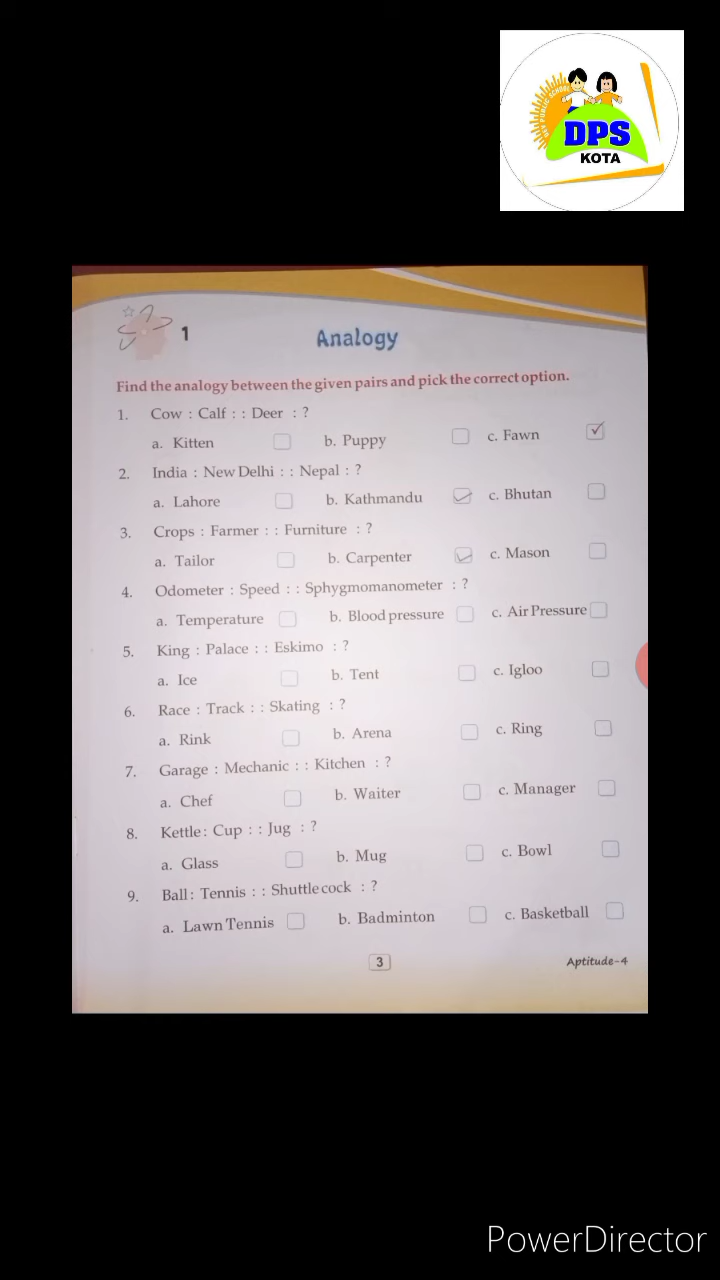 DPS
KOTA
1
Analogy
Find the analogy between the given pairs and pick the correct option.
1. Cow : Calf : : Deer : ?
a. Kitten b. Puppy c. Fawn
2. India : New Delhi : : Nepal : ?
a. Lahore b. Kathmandu c. Bhutan
3. Crops : Farmer : : Furniture : ?
a. Tailor b. Carpenter c. Mason
4. Odometer : Speed : : Sphygmomanometer : ?
a. Temperature b. Blood pressure c. Air Pressure
5. King : Palace : : Eskimo : ?
a. Ice b. Tent c. Igloo
6. Race : Track : : Skating : ?
a. Rink b. Arena c. Ring
7. Garage : Mechanic : : Kitchen : ?
a. Chef b. Waiter c. Manager
8. Kettle : Cup : : Jug : ?
a. Glass b. Mug c. Bowl
9. Ball : Tennis : : Shuttle cock : ?
a. Lawn Tennis b. Badminton c. Basketball
3
Aptitude-4
PowerDirector